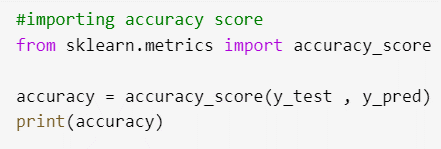 #importing accuracy score
from sklearn.metrics import accuracy_score
accuracy = accuracy_score(y_test , y_pred)
print(accuracy)